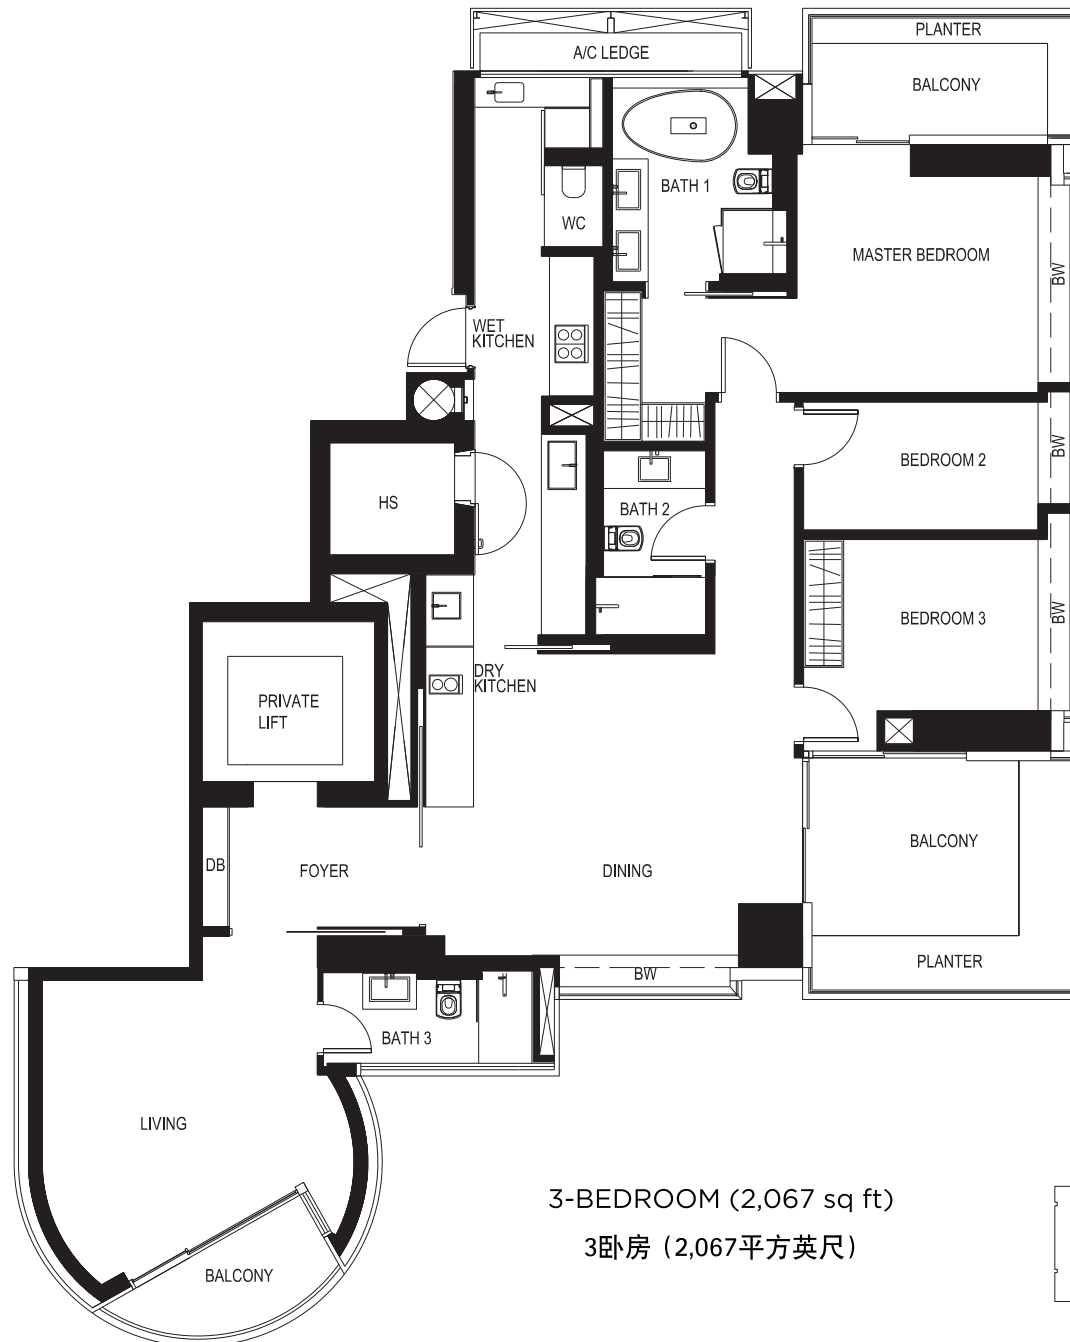 PLANTER
A/C LEDGE
BALCONY
BATH 1
WC
MASTER BEDROOM
BW
WET
KITCHEN
BW
BEDROOM 2
HS
BATH 2
BEDROOM 3
BW
DRY
KITCHEN
PRIVATE
LIFT
BALCONY
DB
FOYER
DINING
PLANTER
BW
BATH 3
LIVING
3-BEDROOM (2,067 sq ft)
3卧房（2,067平方英尺）
BALCONY